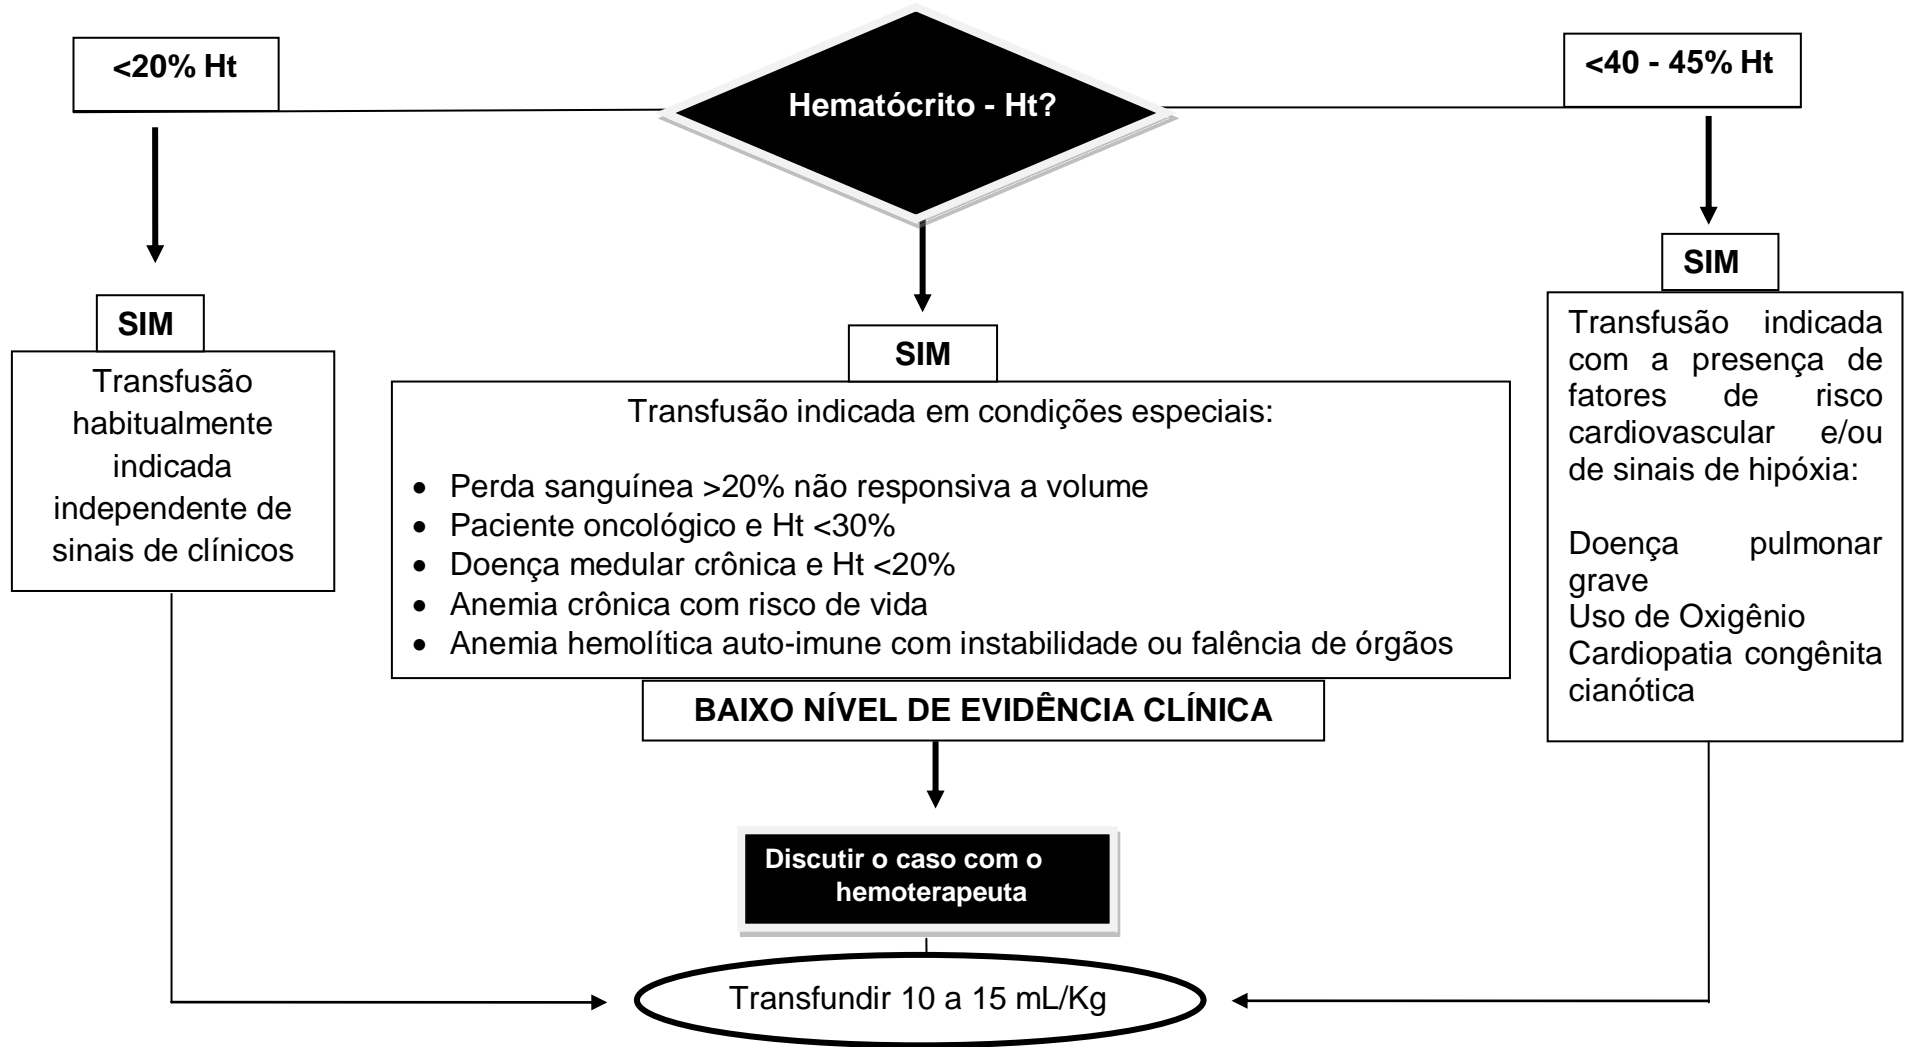 <20% Ht
Hematócrito - Ht?
<40 - 45% Ht
SIM
Transfusão
habitualmente
indicada
independente de
sinais de clínicos
SIM
Transfusão indicada em condições especiais:
• Perda sanguínea >20% não responsiva a volume
• Paciente oncológico e Ht <30%
• Doença medular crônica e Ht <20%
• Anemia crônica com risco de vida
• Anemia hemolítica auto-imune com instabilidade ou falência de órgãos
BAIXO NÍVEL DE EVIDÊNCIA CLÍNICA
SIM
Transfusão indicada
com a presença de
fatores de risco
cardiovascular e/ou
de sinais de hipóxia:
Doença pulmonar
grave
Uso de Oxigênio
Cardiopatia congênita
cianótica
Discutir o caso com o
hemoterapeuta
Transfundir 10 a 15 mL/Kg